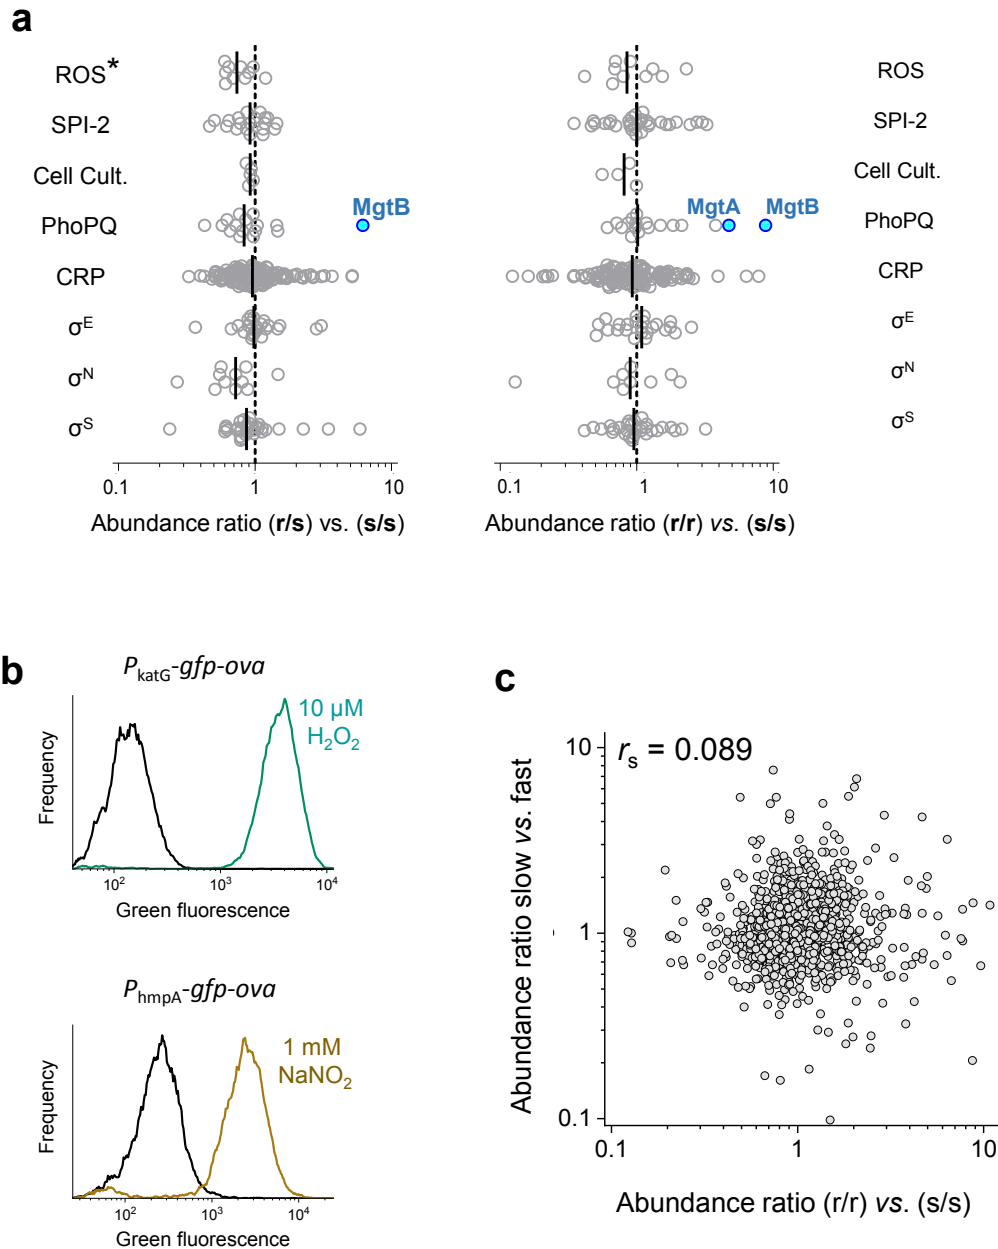 a
ROS*
SPI-2
Cell Cult.
PhoPQ
CRP
σE
σN
σS
MgtB
0.1 1 10
Abundance ratio (r/s) vs. (s/s)
MgtA MgtB
ROS
SPI-2
Cell Cult.
PhoPQ
CRP
σE
σN
σS
0.1 1 10
Abundance ratio (r/r) vs. (s/s)
b
PkatG-gfp-ova
10 µM
H2O2
Frequency
10² 10³ 10⁴
Green fluorescence
PhmpA-gfp-ova
1 mM
NaNO2
Frequency
10² 10³ 10⁴
Green fluorescence
c
rs = 0.089
Abundance ratio slow vs. fast
10
1
0.1
0.1 1 10
Abundance ratio (r/r) vs. (s/s)